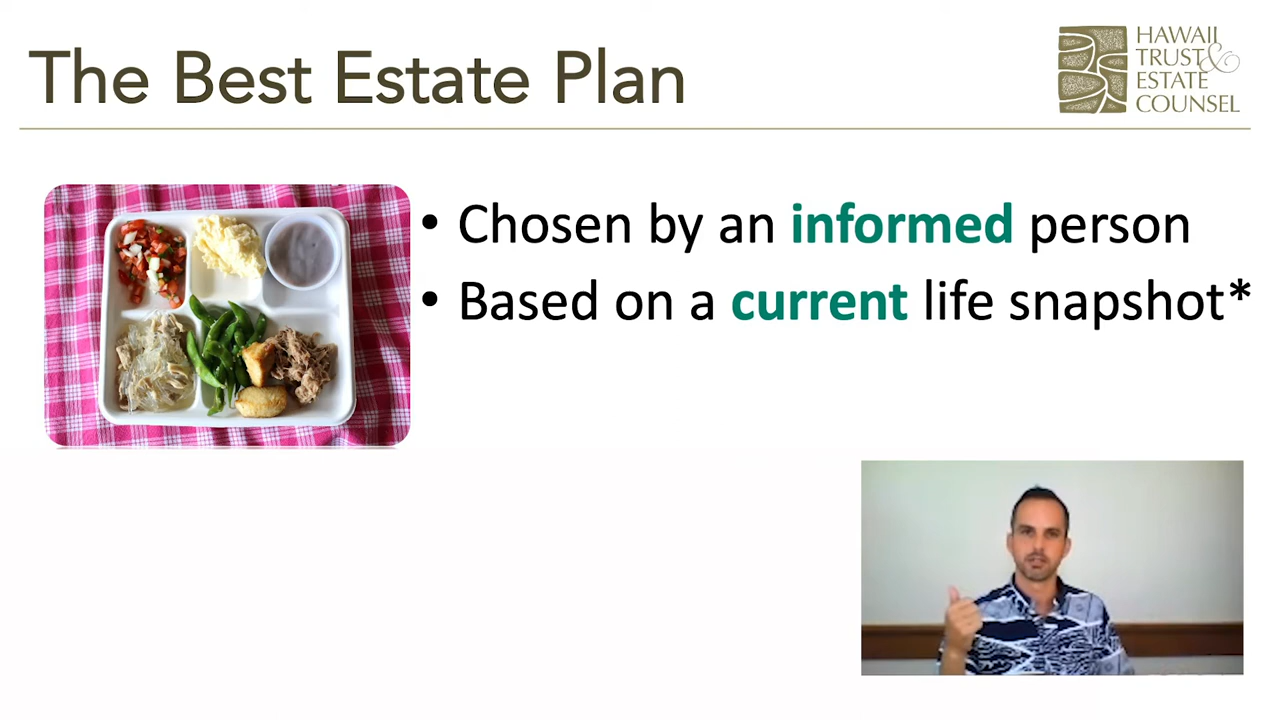 The Best Estate Plan
HAWAII
TRUST &
ESTATE
COUNSEL
• Chosen by an informed person
• Based on a current life snapshot*